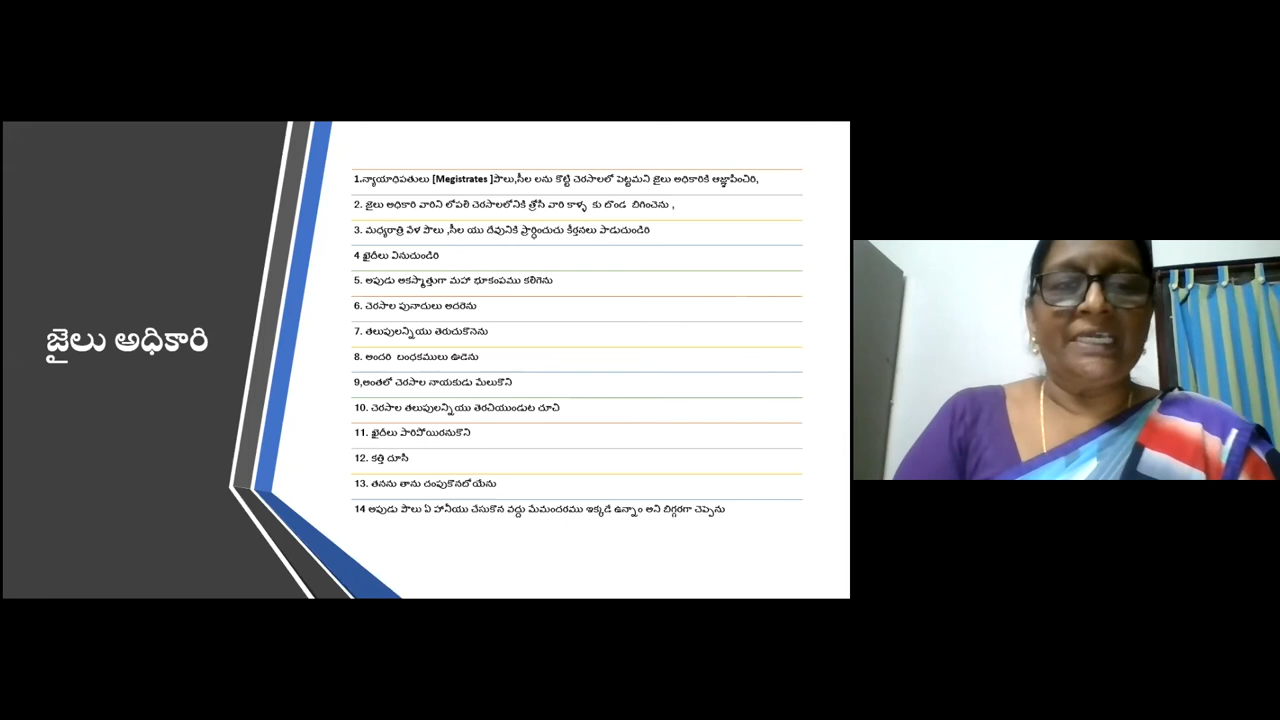 జైలు అధికారి
1.న్యాయాధిపతులు [Megistrates ]పౌలు,సీల లను కొట్టి చెరసాలలో పెట్టమని జైలు అధికారికి ఆజ్ఞాపించిరి,
2. జైలు అధికారి వారిని లోపలి చెరసాలలోనికి త్రోసి వారి కాళ్ళ కు బొండ బిగించెను ,
3. మధ్యరాత్రి వేళ పౌలు ,సీల యు దేవునికి ప్రార్ధించుచు కీర్తనలు పాడుచుండిరి
4 ఖైదీలు వినుచుండిరి
5. అపుడు అకస్మాత్తుగా మహా భూకంపము కలిగెను
6. చెరసాల పునాదులు అదరెను
7. తలుపులన్నియు తెరుచుకొనెను
8. అందరి బంధకములు ఊడెను
9,అంతలో చెరసాల నాయకుడు మేలుకొని
10. చెరసాల తలుపులన్నియు తెరచియుండుట చూచి
11. ఖైదీలు పారిపోయిరనుకొని
12. కత్తి దూసి
13. తనను తాను చంపుకొనబోయేను
14 అపుడు పౌలు ఏ హానీయు చేసుకొన వద్దు మేమందరము ఇక్కడే ఉన్నాం అని బిగ్గరగా చెప్పెను